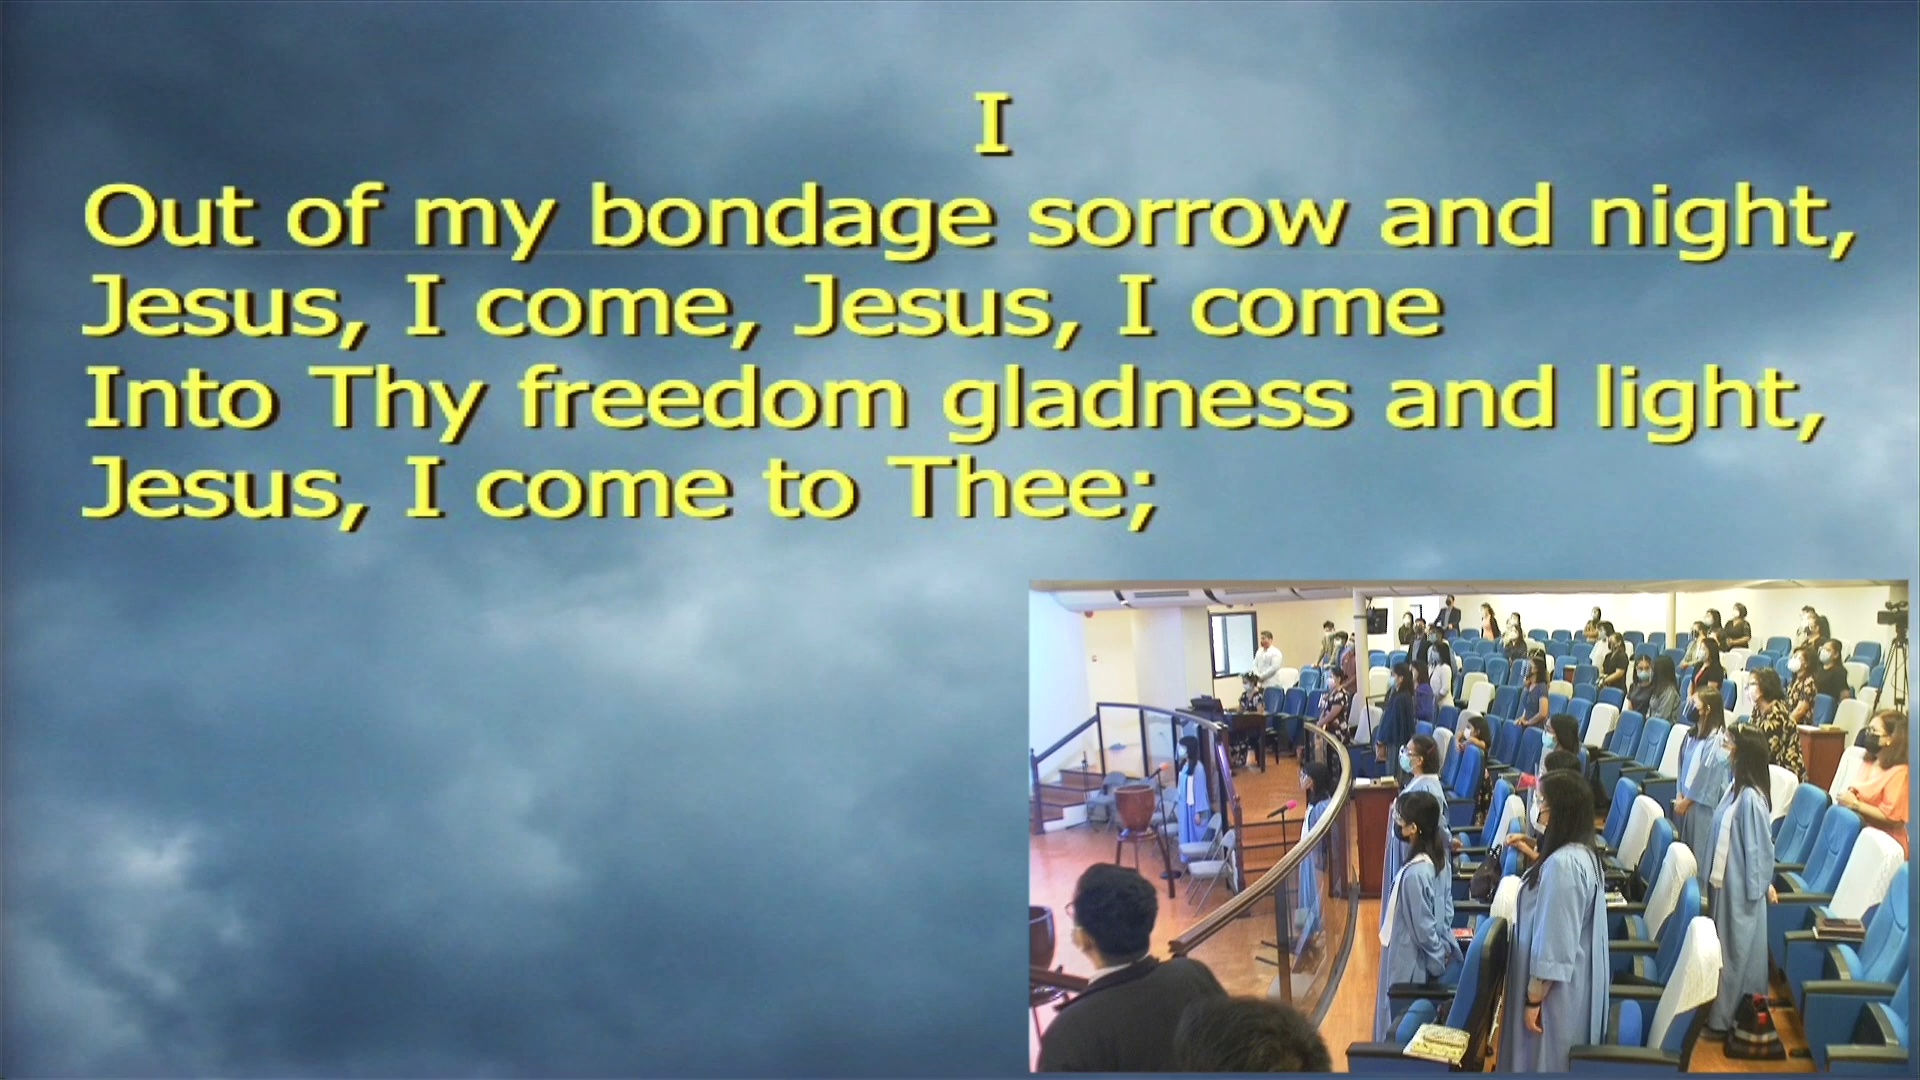 I
Out of my bondage sorrow and night,
Jesus, I come, Jesus, I come
Into Thy freedom gladness and light,
Jesus, I come to Thee;